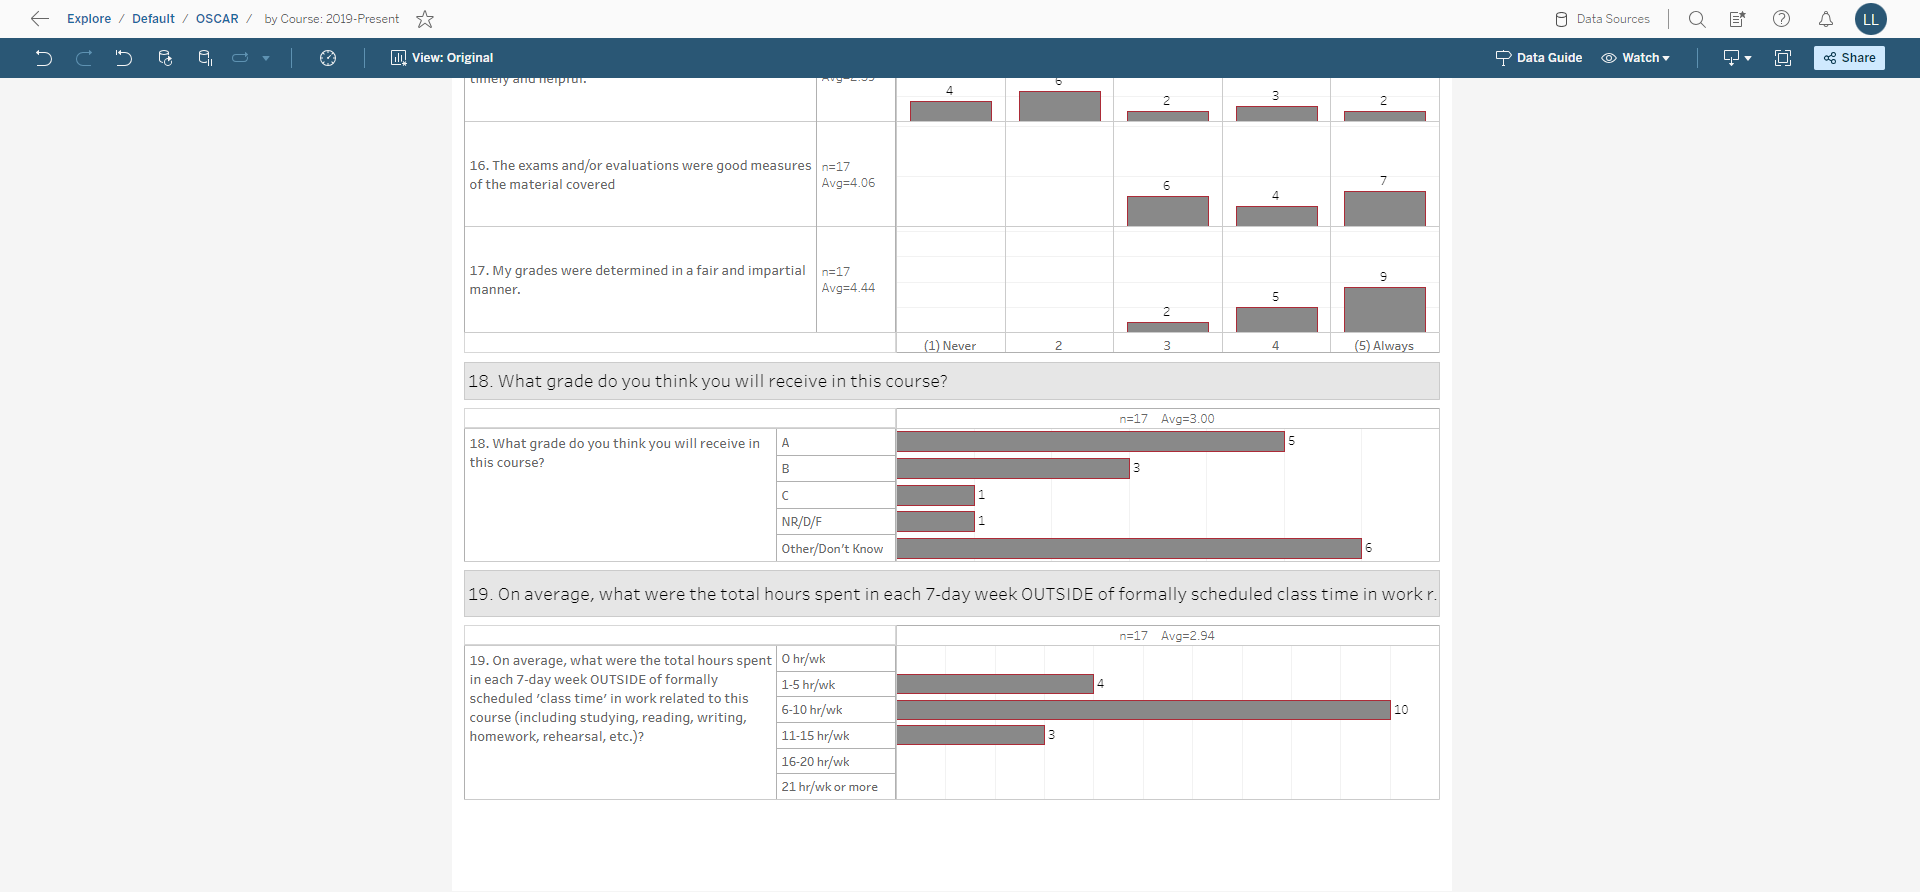 Explore / Default / OSCAR / by Course: 2019-Present
Data Sources
LL
View: Original
Data Guide
Watch
Share
timely and helpful.
4
6
2
3
2
16. The exams and/or evaluations were good measures
of the material covered
n=17
Avg=4.06
6
4
7
17. My grades were determined in a fair and impartial
manner.
n=17
Avg=4.44
2
5
9
(1) Never
2
3
4
(5) Always
18. What grade do you think you will receive in this course?
n=17 Avg=3.00
18. What grade do you think you will receive in
this course?
A
5
B
3
C
1
NR/D/F
1
Other/Don't Know
6
19. On average, what were the total hours spent in each 7-day week OUTSIDE of formally scheduled class time in work r.
n=17 Avg=2.94
19. On average, what were the total hours spent
in each 7-day week OUTSIDE of formally
scheduled 'class time' in work related to this
course (including studying, reading, writing,
homework, rehearsal, etc.)?
0 hr/wk
1-5 hr/wk
4
6-10 hr/wk
10
11-15 hr/wk
3
16-20 hr/wk
21 hr/wk or more